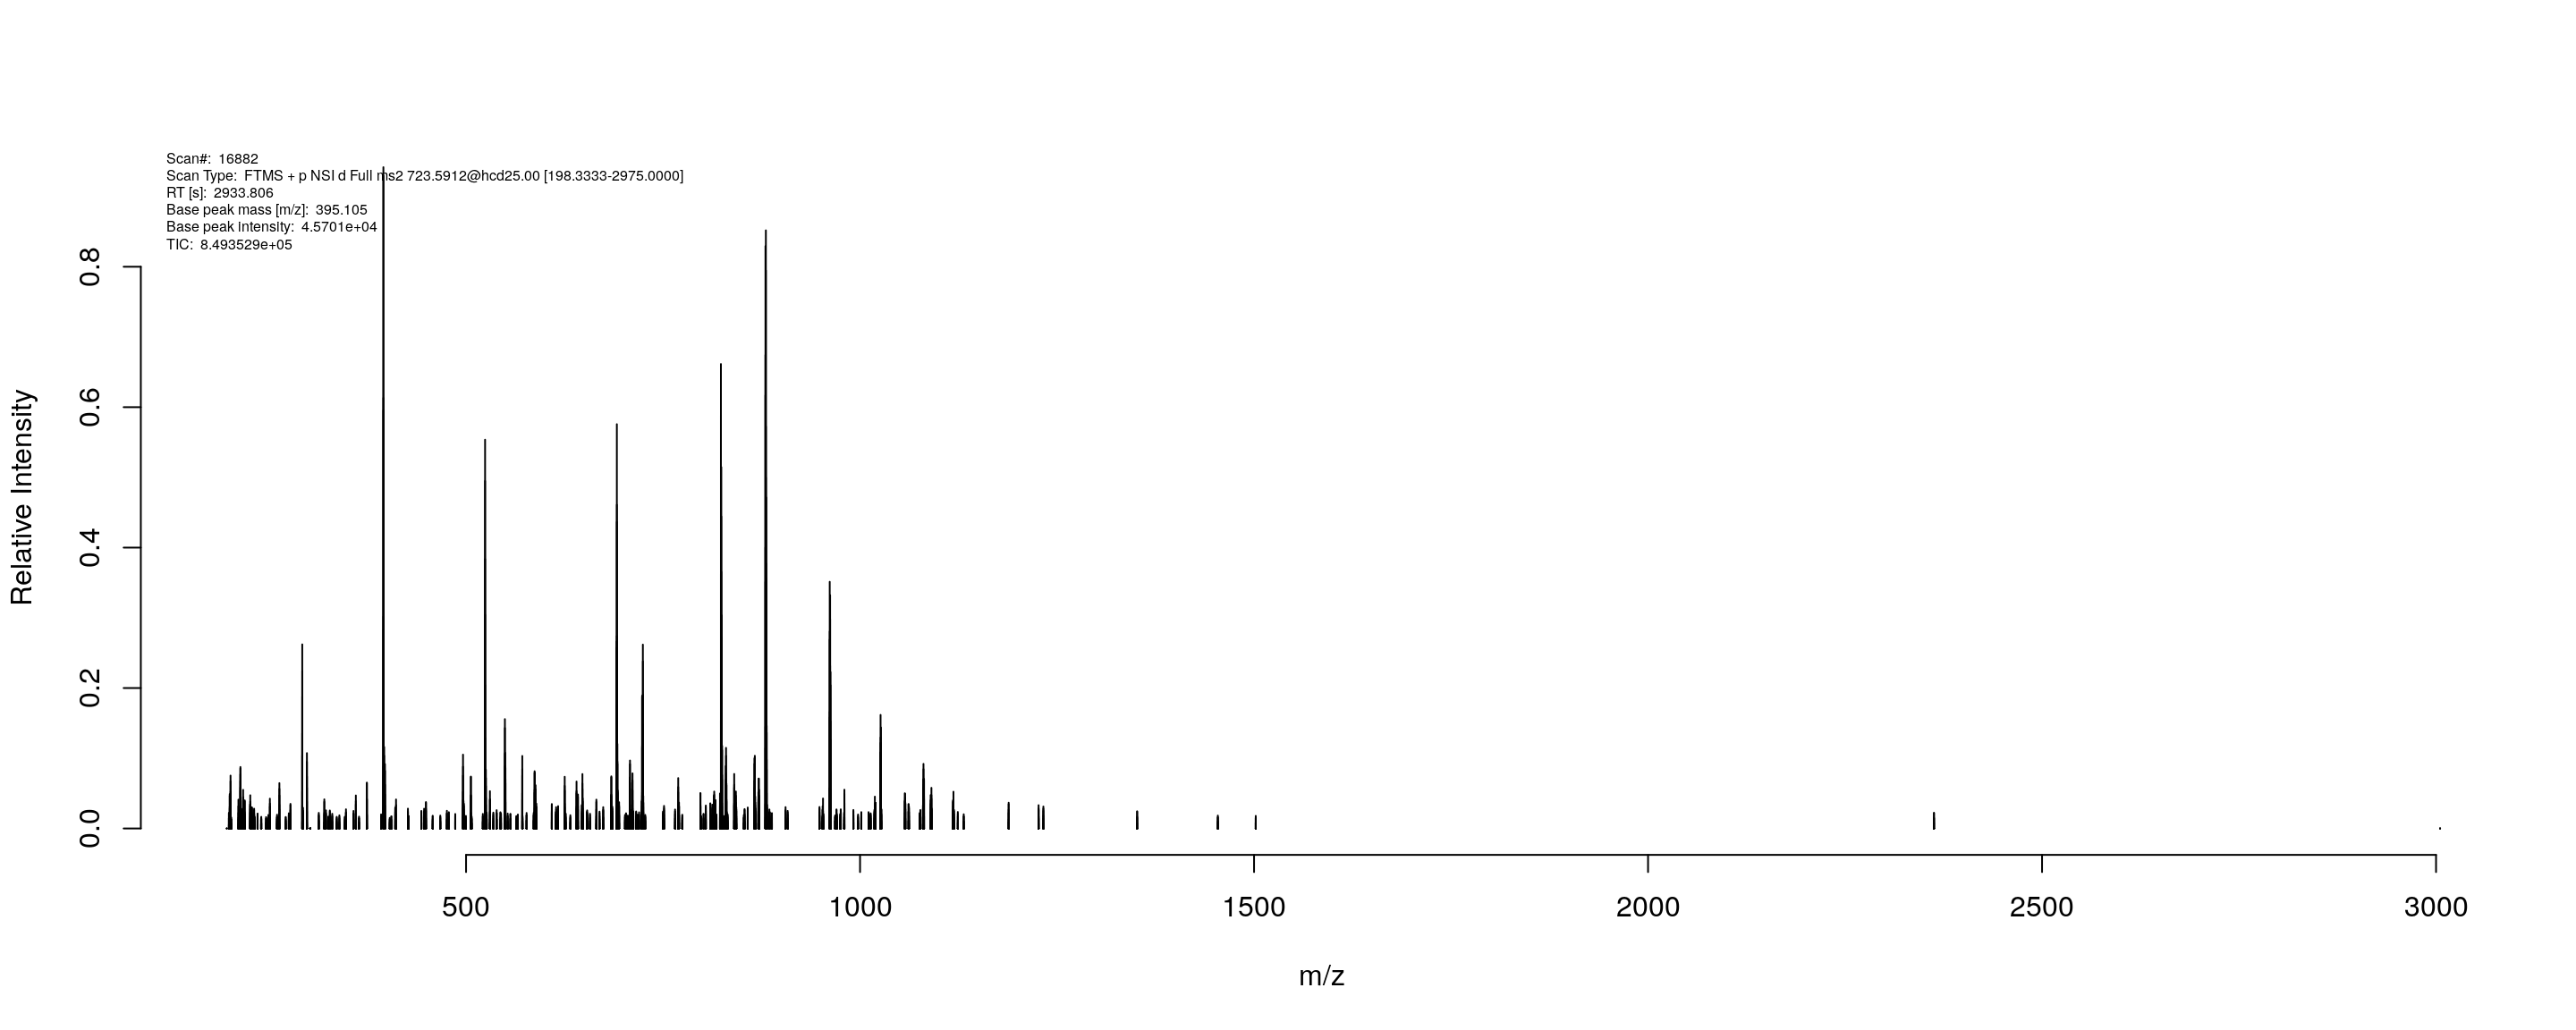 Scan#: 16882
Scan Type: FTMS + p NSI d Full ms2 723.5912@hcd25.00 [198.3333-2975.0000]
RT [s]: 2933.806
Base peak mass [m/z]: 395.105
Base peak intensity: 4.5701e+04
TIC: 8.493529e+05
0.8
0.6
0.4
0.2
0.0
Relative Intensity
500 1000 1500 2000 2500 3000
m/z